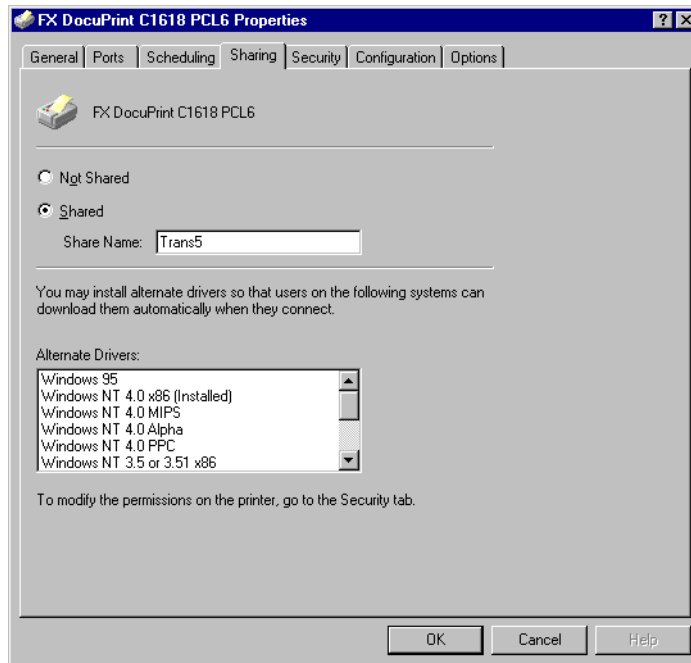 FX DocuPrint C1618 PCL6 Properties
General Ports Scheduling Sharing Security Configuration Options
FX DocuPrint C1618 PCL6
Not Shared
Shared
Share Name: Trans5
You may install alternate drivers so that users on the following systems can
download them automatically when they connect.
Alternate Drivers:
Windows 95
Windows NT 4.0 x86 (Installed)
Windows NT 4.0 MIPS
Windows NT 4.0 Alpha
Windows NT 4.0 PPC
Windows NT 3.5 or 3.51 x86
To modify the permissions on the printer, go to the Security tab.
OK Cancel Help